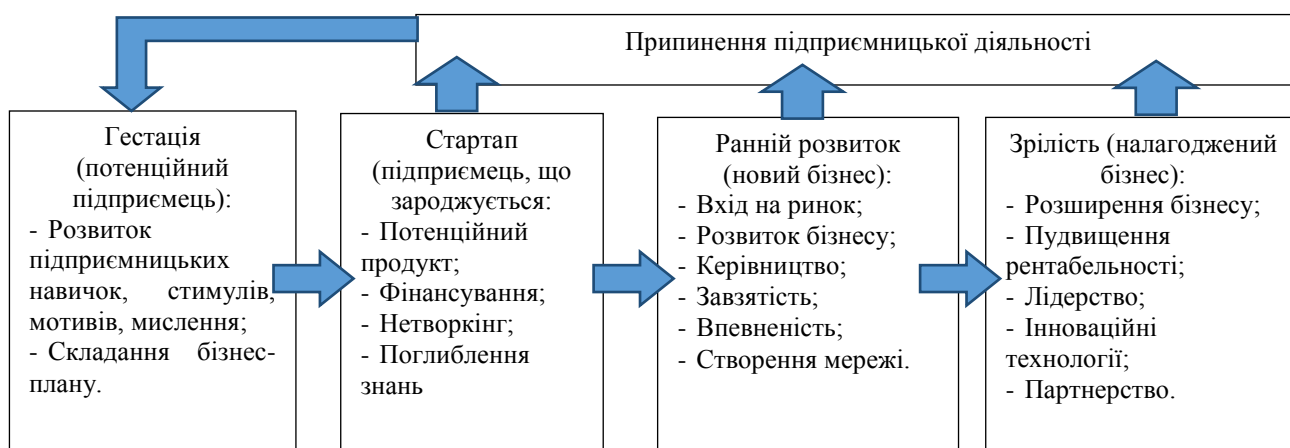 Припинення підприємницької діяльності
Гестація
(потенційний
підприємець):
- Розвиток
підприємницьких
навичок, стимулів,
мотивів, мислення;
- Складання бізнес-
плану.
Стартап
(підприємець, що
зароджується:
- Потенційний
продукт;
- Фінансування;
- Нетворкінг;
- Поглиблення
знань
Ранній розвиток
(новий бізнес):
- Вхід на ринок;
- Розвиток бізнесу;
- Керівництво;
- Завзятість;
- Впевненість;
- Створення мережі.
Зрілість (налагоджений
бізнес):
- Розширення бізнесу;
- Пудвищення
рентабельності;
- Лідерство;
- Інноваційні
технології;
- Партнерство.